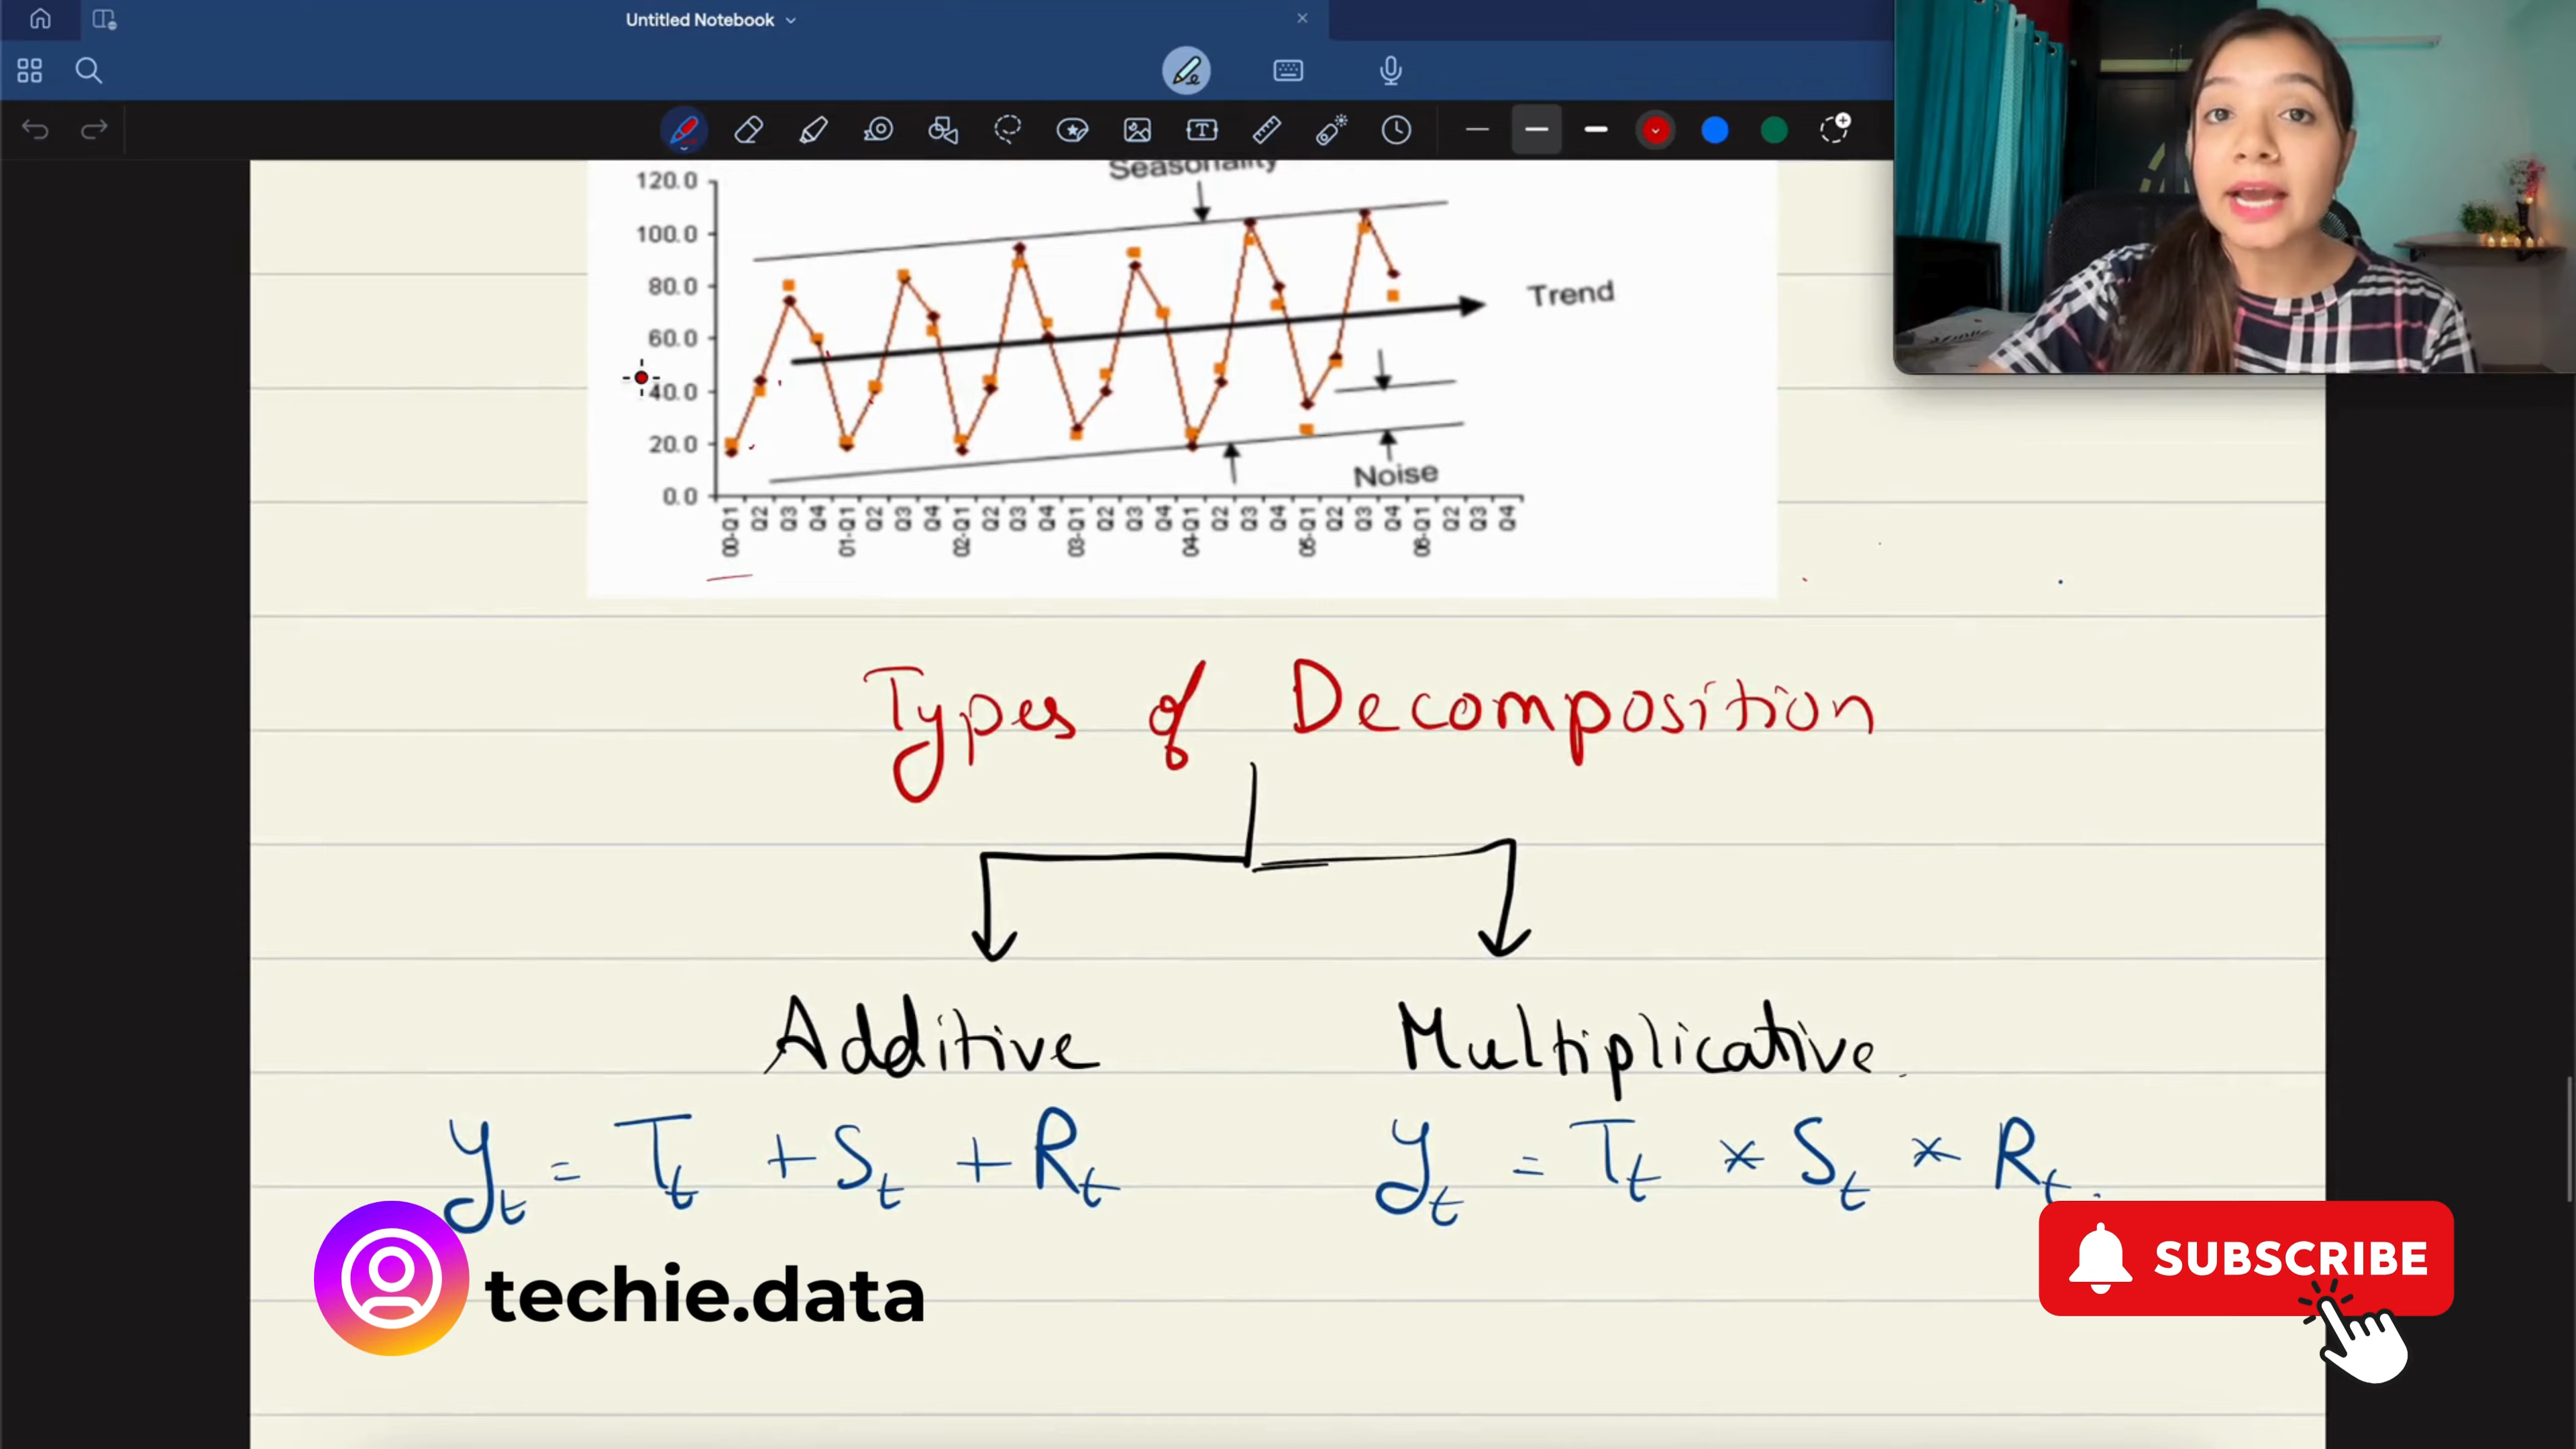 Untitled Notebook
Seasonality
120.0
100.0
80.0
60.0
40.0
20.0
0.0
Trend
Noise
00-Q1 Q2 Q3 Q4 01-Q1 Q2 Q3 Q4 02-Q1 Q2 Q3 Q4 03-Q1 Q2 Q3 Q4 04-Q1 Q2 Q3 Q4 05-Q1 Q2 Q3 Q4 06-Q1 Q2 Q3 Q4
Types of Decomposition
Additive Multiplicative
yt = Tt + St + Rt yt = Tt * St * Rt
techie.data
SUBSCRIBE